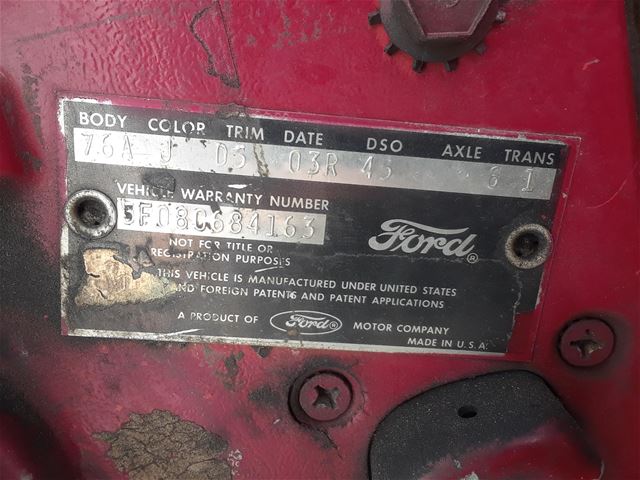 BODY COLOR TRIM DATE DSO AXLE TRANS
76A J 05 03R 45 6 1
VEHICLE WARRANTY NUMBER
5F08C684163
Ford®
NOT FOR TITLE OR
REGISTRATION PURPOSES
THIS VEHICLE IS MANUFACTURED UNDER UNITED STATES
AND FOREIGN PATENTS AND PATENT APPLICATIONS
A PRODUCT OF Ford® MOTOR COMPANY
MADE IN U.S.A.